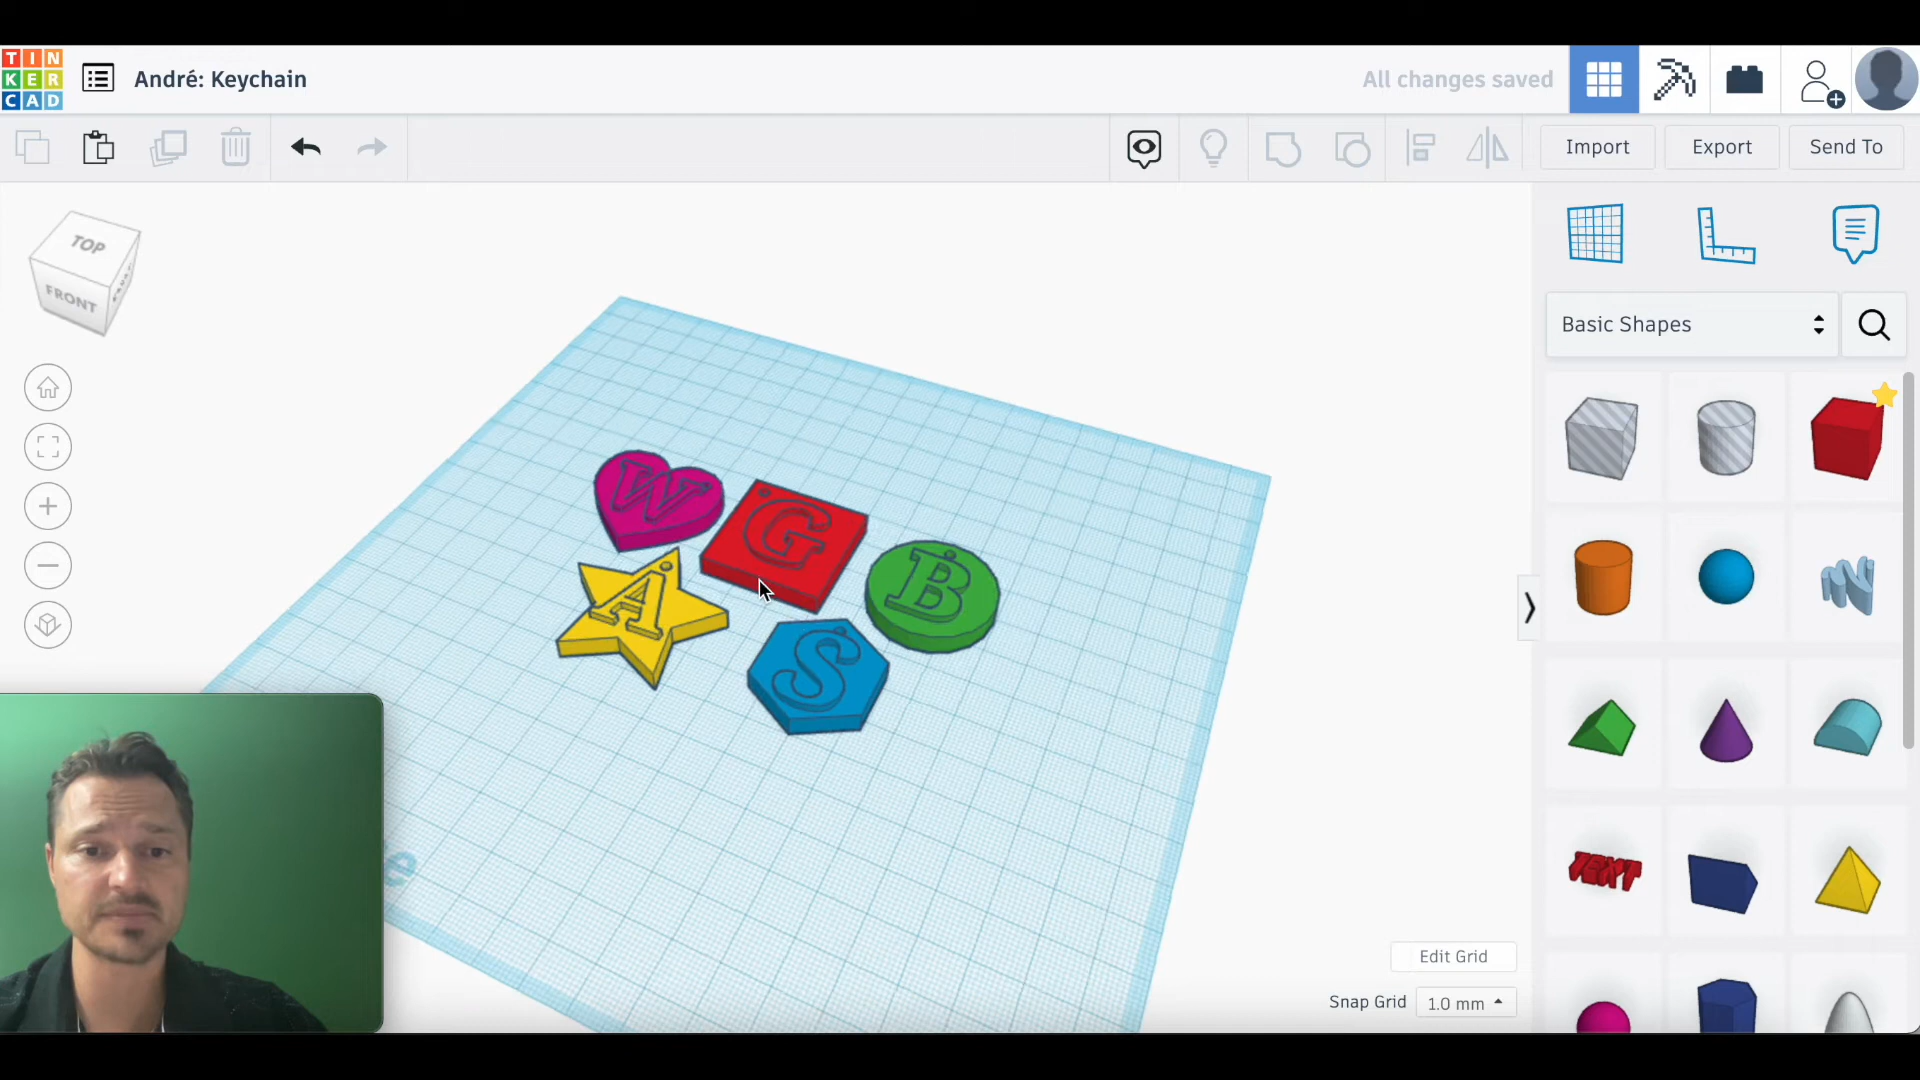 TIN
KER
CAD
André: Keychain
All changes saved
Import
Export
Send To
TOP
FRONT
Basic Shapes
W
G
B
A
S
TEXT
e
Edit Grid
Snap Grid
1.0 mm